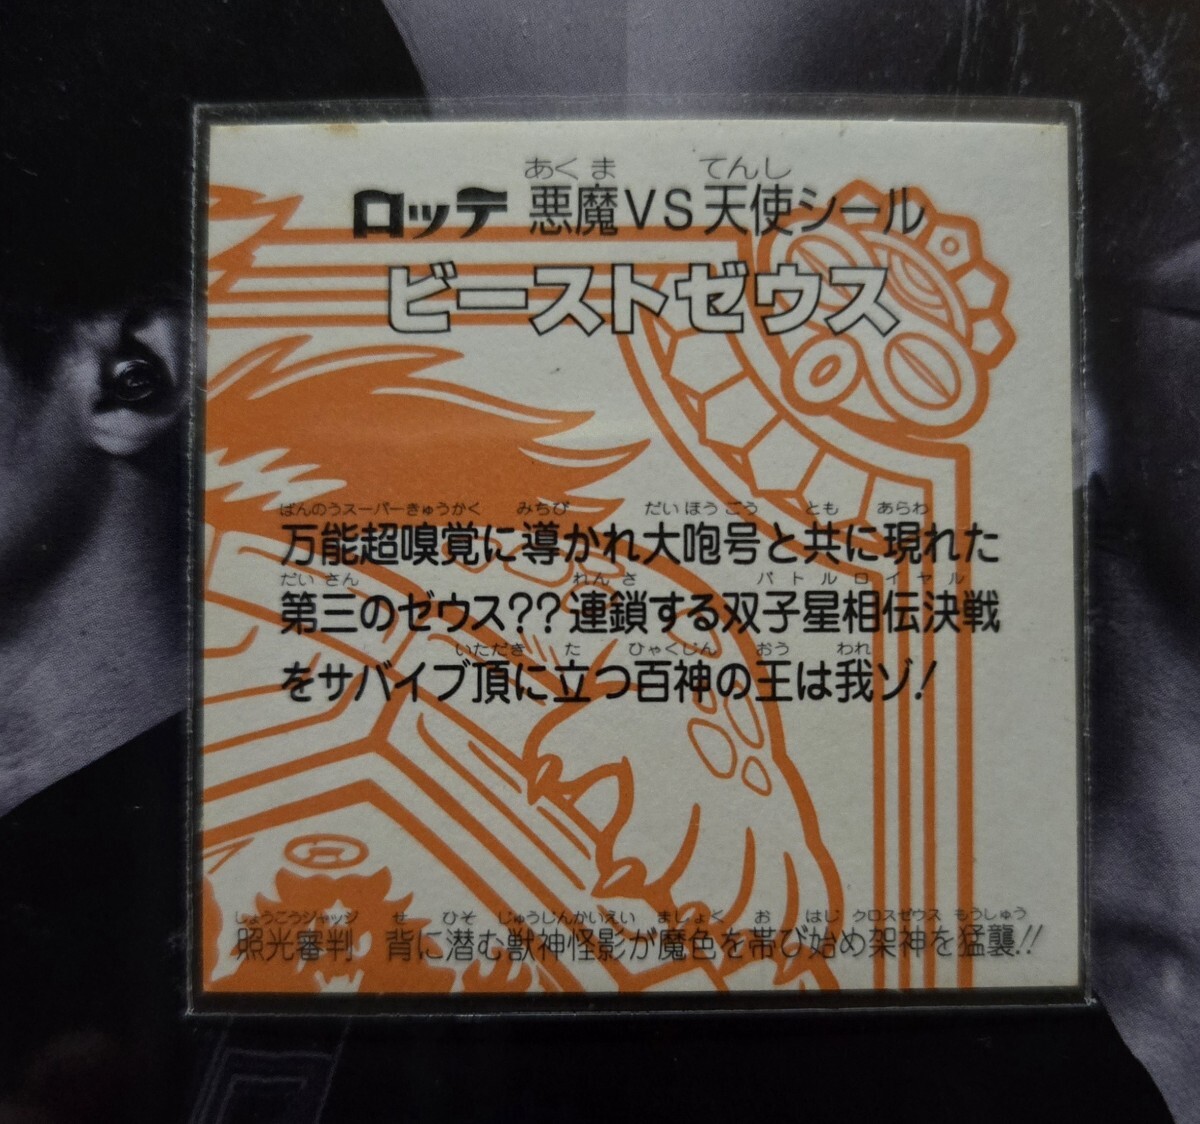 あくま てんし
ロッテ 悪魔VS天使シール
ビーストゼウス
ばんのうスーパーきゅうかく みちび だいほうごう とも あらわ
万能超嗅覚に導かれ大咆号と共に現れた
だいさん れんさ バトルロイヤル
第三のゼウス??連鎖する双子星相伝決戦
いただき た ひゃくじん おう われ
をサバイブ頂に立つ百神の王は我ゾ!
しょうこうジャッジ せ ひそ じゅうじんかいえい ましょく お はじ クロスゼウス もうしゅう
照光審判 背に潜む獣神怪影が魔色を帯び始め架神を猛襲!!